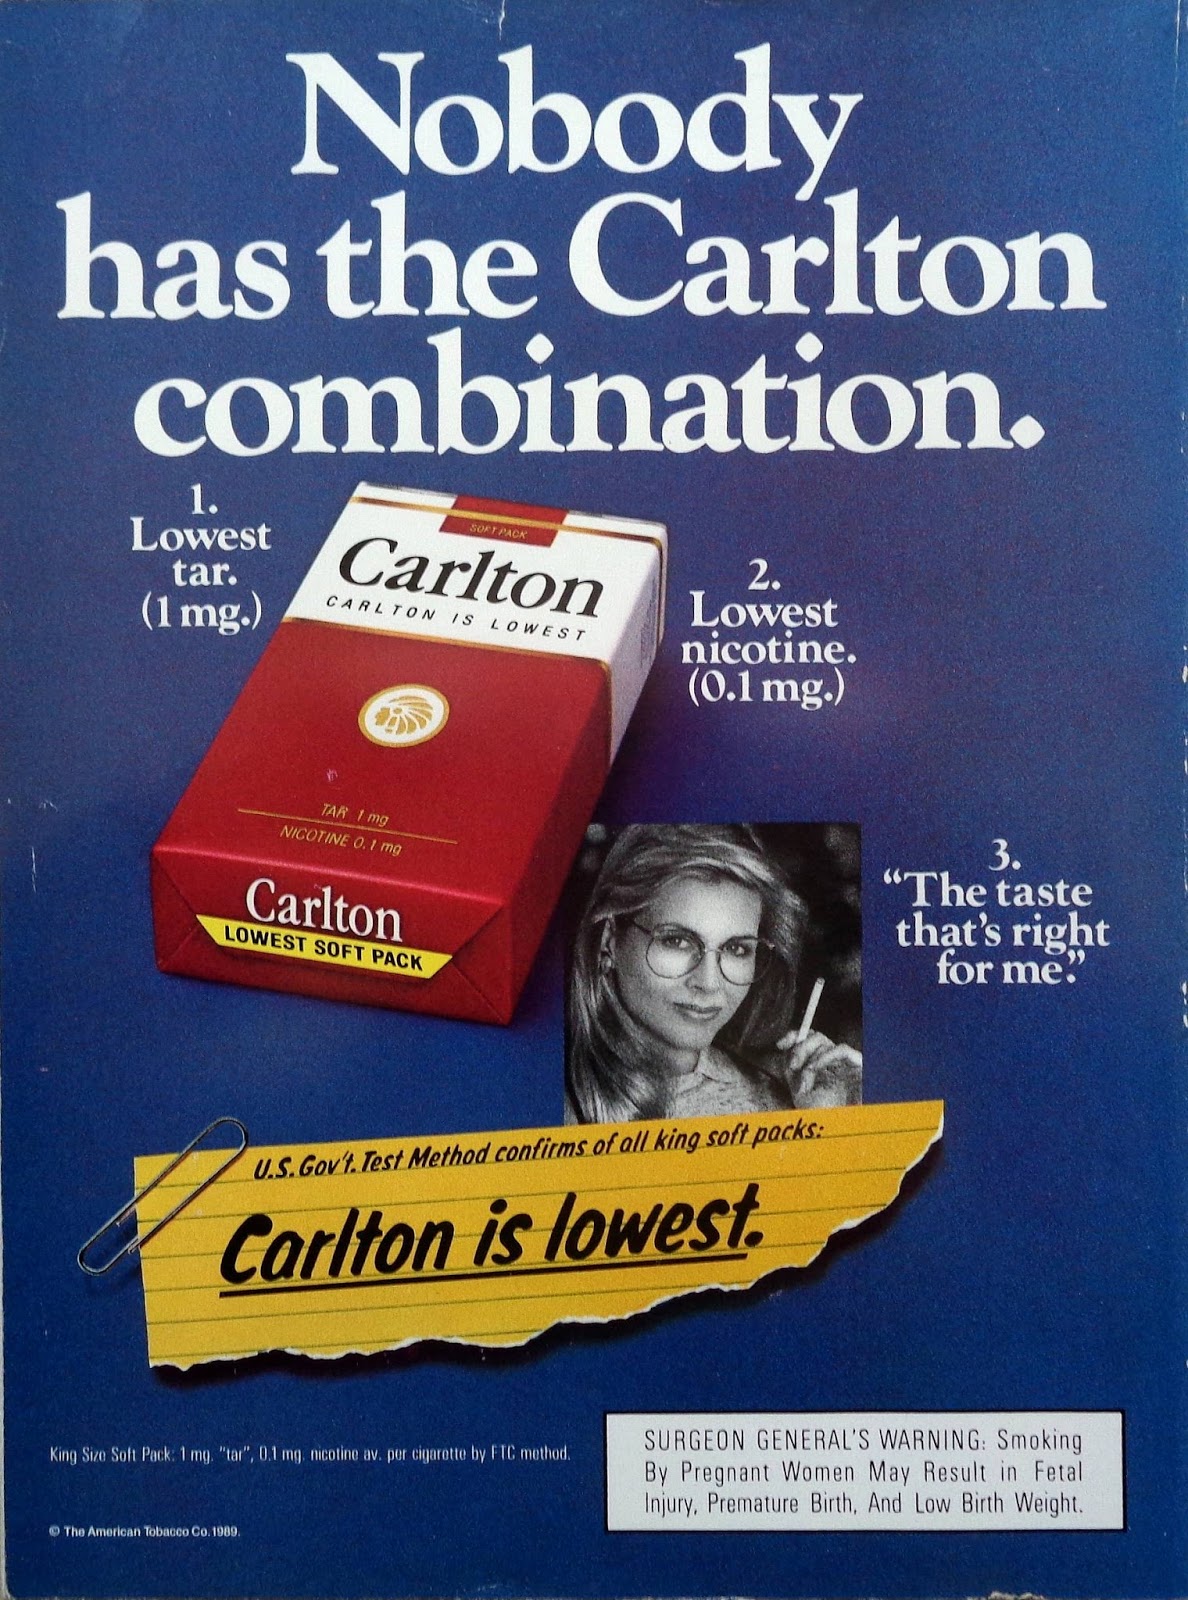 Nobody
has the Carlton
combination.
1.
Lowest
tar.
(1 mg.)
SOFT PACK
Carlton
CARLTON IS LOWEST
TAR 1 mg
NICOTINE 0.1 mg
Carlton
LOWEST SOFT PACK
2.
Lowest
nicotine.
(0.1 mg.)
3.
“The taste
that’s right
for me.”
U.S. Gov't. Test Method confirms of all king soft packs:
Carlton is lowest.
King Size Soft Pack: 1 mg. "tar", 0.1 mg. nicotine av. per cigarette by FTC method.
© The American Tobacco Co. 1989.
SURGEON GENERAL'S WARNING: Smoking
By Pregnant Women May Result in Fetal
Injury, Premature Birth, And Low Birth Weight.